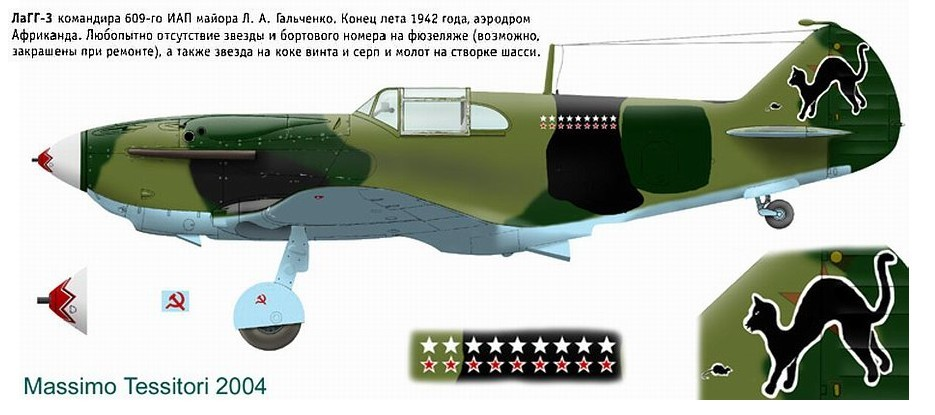 ЛаГГ-3 командира 609-го ИАП майора Л. А. Гальченко. Конец лета 1942 года, аэродром
Африканда. Любопытно отсутствие звезды и бортового номера на фюзеляже (возможно,
закрашены при ремонте), а также звезда на коке винта и серп и молот на створке шасси.
Massimo Tessitori 2004